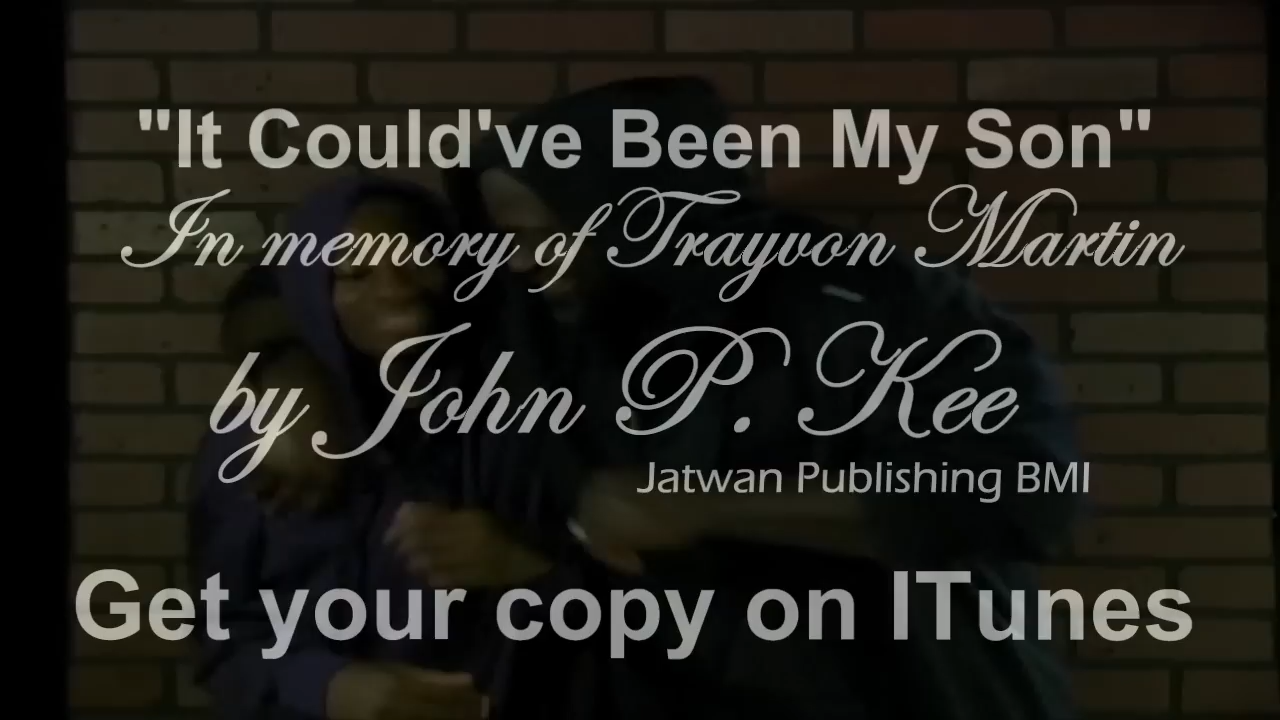 "It Could've Been My Son"
In memory of Trayvon Martin
by John P. Kee
Jatwan Publishing BMI
Get your copy on ITunes